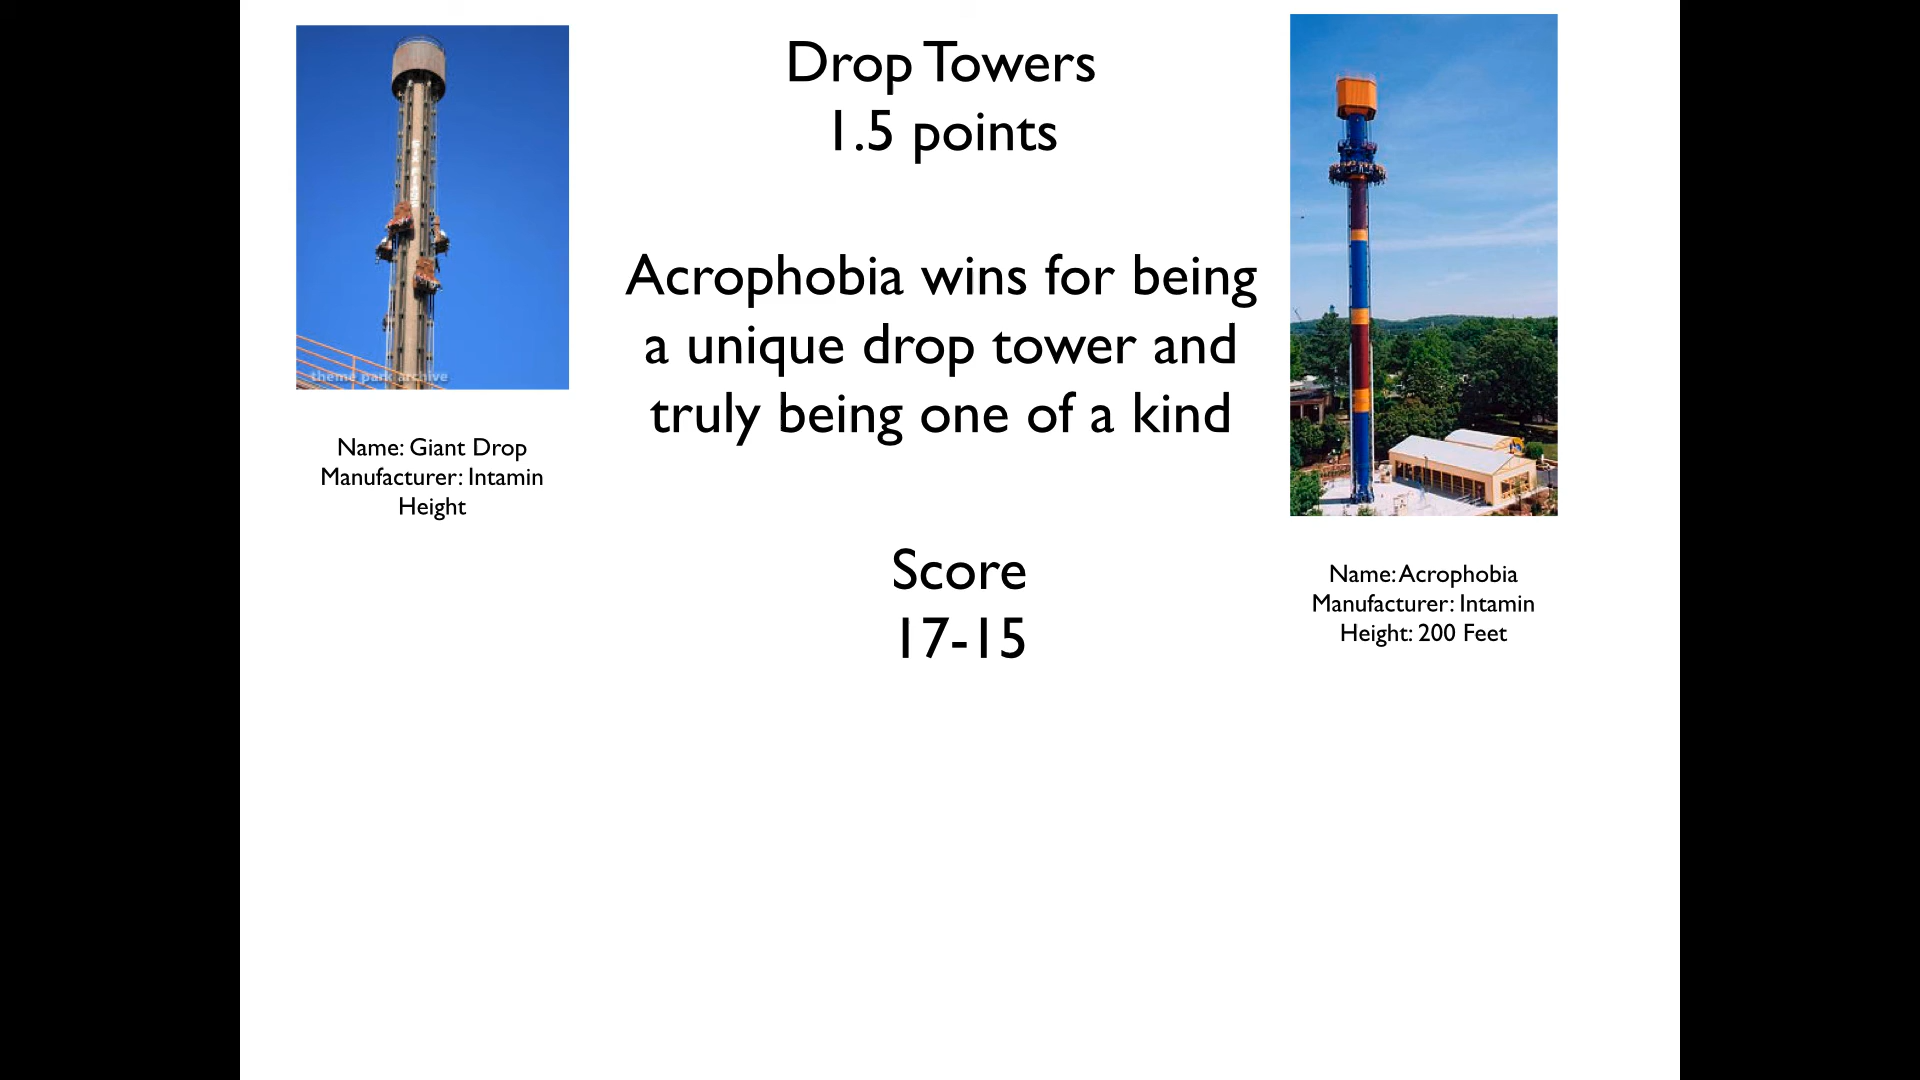 Drop Towers
1.5 points
Acrophobia wins for being
a unique drop tower and
truly being one of a kind
Score
17-15
theme park archive
Name: Giant Drop
Manufacturer: Intamin
Height
Name: Acrophobia
Manufacturer: Intamin
Height: 200 Feet